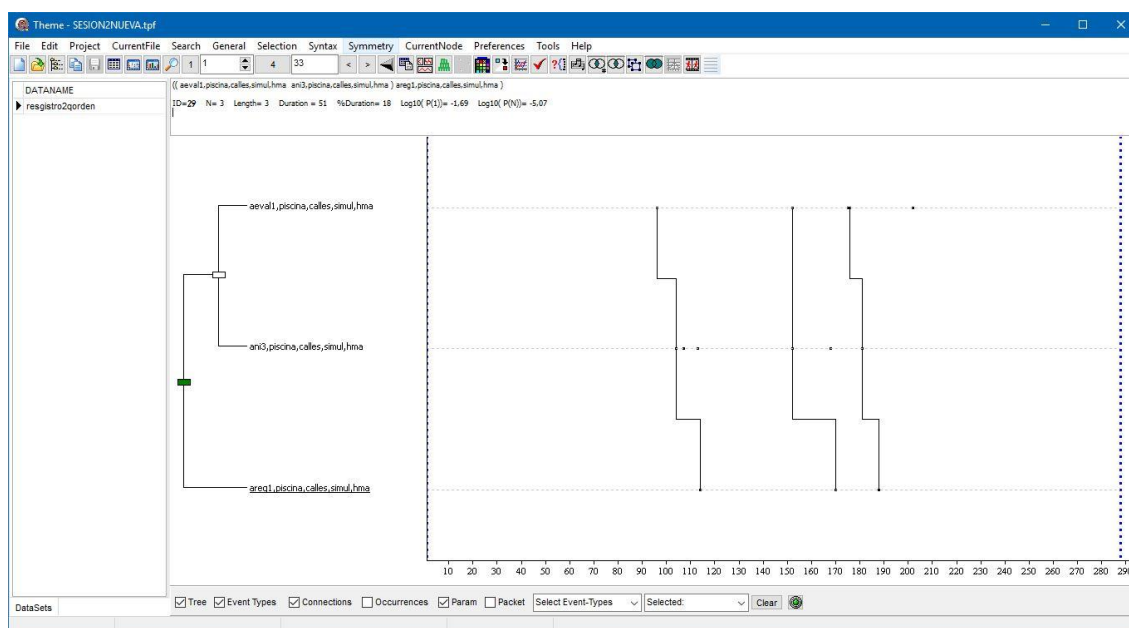 Theme - SESION2NUEVA.tpf
File Edit Project CurrentFile Search General Selection Syntax Symmetry CurrentNode Preferences Tools Help
1 1 4 33 < >
DATANAME
resgistro2qorden
(( aeval1,piscina,calles,simul,hma ani3,piscina,calles,simul,hma ) areg1,piscina,calles,simul,hma )
ID=29 N= 3 Length= 3 Duration = 51 %Duration= 18 Log10( P(1))= -1,69 Log10( P(N))= -5,07
aeval1,piscina,calles,simul,hma
ani3,piscina,calles,simul,hma
areg1,piscina,calles,simul,hma
10 20 30 40 50 60 70 80 90 100 110 120 130 140 150 160 170 180 190 200 210 220 230 240 250 260 270 280 290
Tree Event Types Connections Occurrences Param Packet Select Event-Types Selected: Clear
DataSets